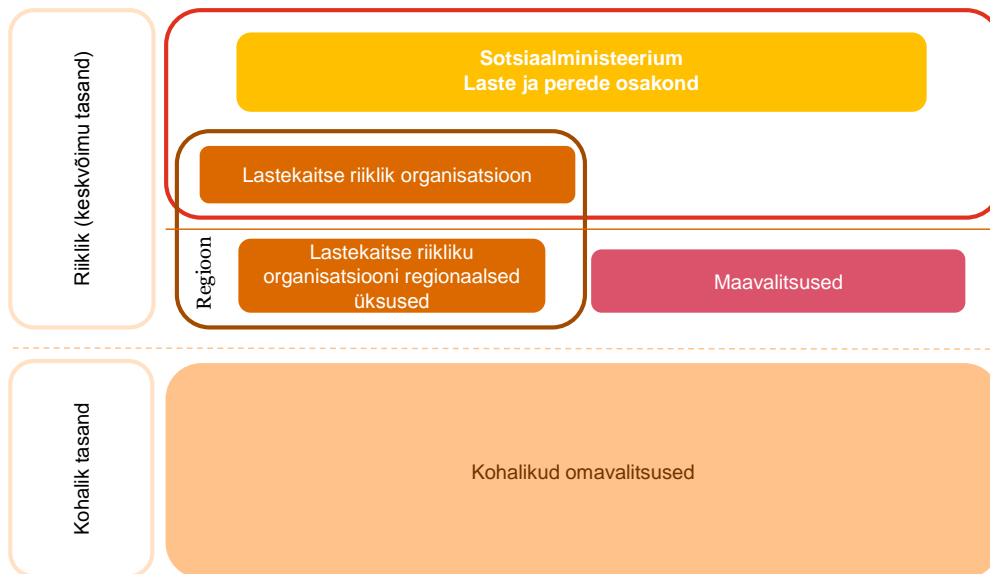 Riiklik (keskvõimu tasand)
Sotsiaalministeerium
Laste ja perede osakond
Lastekaitse riiklik organisatsioon
Regioon
Lastekaitse riikliku
organisatsiooni regionaalsed
üksused
Maavalitsused
Kohalik tasand
Kohalikud omavalitsused